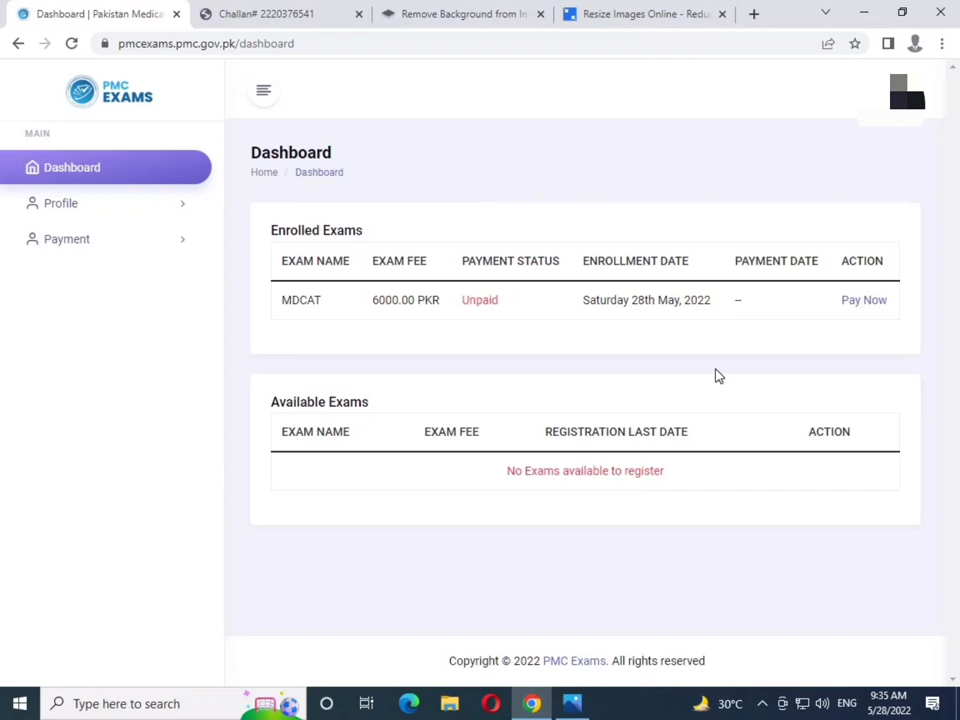 Dashboard | Pakistan Medica
Challan# 2220376541
Remove Background from Im
Resize Images Online - Redu
pmcexams.pmc.gov.pk/dashboard
PMC
EXAMS
MAIN
Dashboard
Profile
Payment
Dashboard
Home / Dashboard
Enrolled Exams
EXAM NAME EXAM FEE PAYMENT STATUS ENROLLMENT DATE PAYMENT DATE ACTION
MDCAT 6000.00 PKR Unpaid Saturday 28th May, 2022 -- Pay Now
Available Exams
EXAM NAME EXAM FEE REGISTRATION LAST DATE ACTION
No Exams available to register
Copyright © 2022 PMC Exams. All rights reserved
Type here to search
30°C
ENG
9:35 AM
5/28/2022